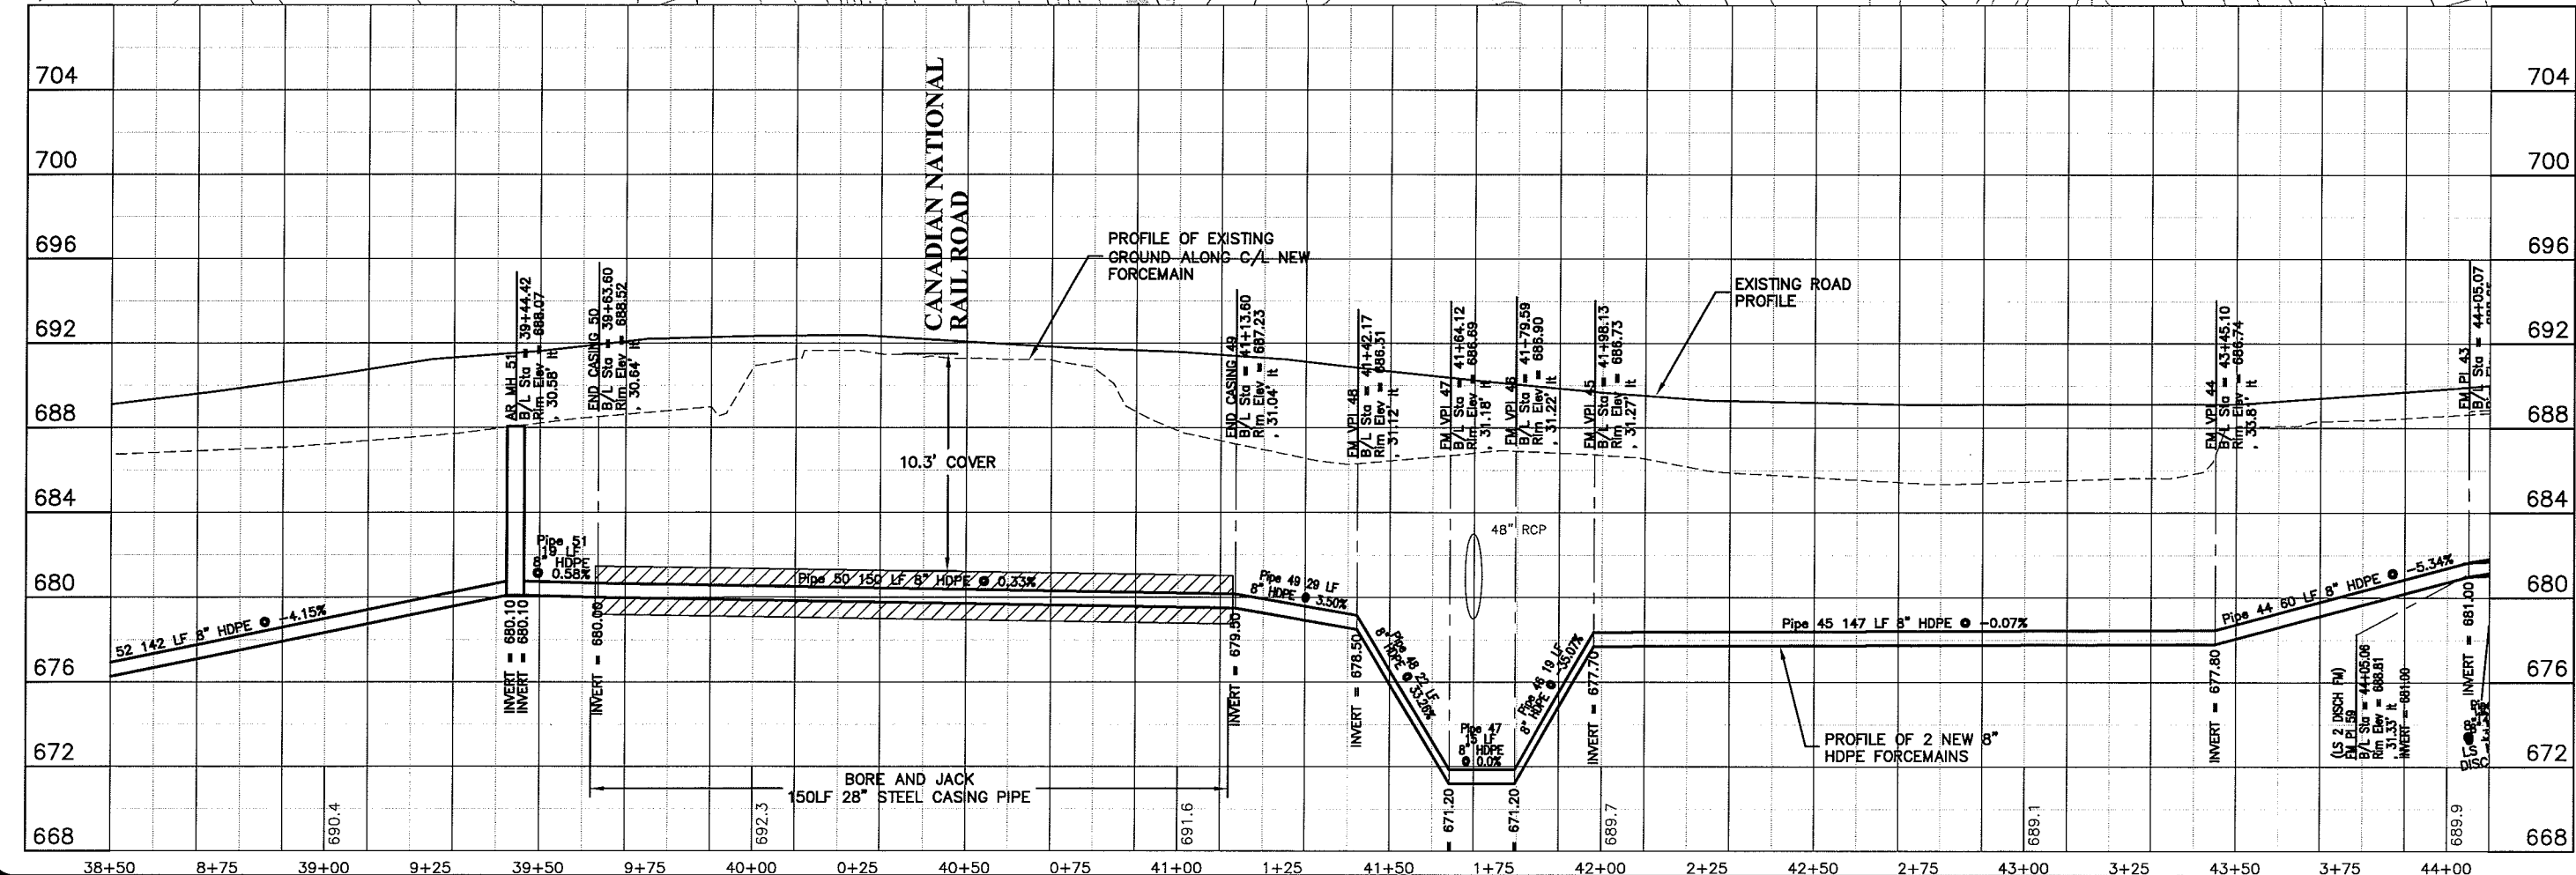 704
700
696
692
688
684
680
676
672
668
CANADIAN NATIONAL
RAIL ROAD
PROFILE OF EXISTING
GROUND ALONG C/L NEW
FORCEMAIN
EXISTING ROAD
PROFILE
AR MH 51
B/L Sta = 39+44.42
Rim Elev = 688.07
, 30.58' lt
END CASING 50
B/L Sta = 39+63.60
Rim Elev = 688.52
, 30.64' lt
10.3' COVER
END CASING 49
B/L Sta = 41+13.60
Rim Elev = 687.23
, 31.04' lt
FM VPI 48
B/L Sta = 41+42.17
Rim Elev = 686.31
, 31.12' lt
FM VPI 47
B/L Sta = 41+64.12
Rim Elev = 686.69
, 31.18' lt
FM VPI 46
B/L Sta = 41+79.59
Rim Elev = 686.90
, 31.22' lt
FM VPI 45
B/L Sta = 41+98.13
Rim Elev = 686.73
, 31.27' lt
FM VPI 44
B/L Sta = 43+45.10
Rim Elev = 686.74
, 33.81' lt
FM PI 43
B/L Sta = 44+05.07
48" RCP
52 142 LF 8" HDPE @ -4.15%
Pipe 51
19 LF
8" HDPE
@ 0.58%
Pipe 50 150 LF 8" HDPE @ 0.33%
Pipe 49 29 LF
8" HDPE @ 3.50%
Pipe 48 22 LF
8" HDPE @ 33.26%
Pipe 47
15 LF
8" HDPE
@ 0.0%
Pipe 46 19 LF
8" HDPE @ -35.07%
Pipe 45 147 LF 8" HDPE @ -0.07%
Pipe 44 60 LF 8" HDPE @ -5.34%
INVERT = 680.10
INVERT = 680.10
INVERT = 680.00
INVERT = 679.50
INVERT = 678.50
671.20
671.20
INVERT = 677.70
INVERT = 677.80
INVERT = 681.00
PROFILE OF 2 NEW 8"
HDPE FORCEMAINS
(LS 2 DISCH FM)
FM PI 59
B/L Sta = 44+05.06
Rim Elev = 688.81
, 31.33' lt
INVERT = 681.00
DISC
BORE AND JACK
150LF 28" STEEL CASING PIPE
690.4
692.3
691.6
689.7
689.1
689.9
704
700
696
692
688
684
680
676
672
668
38+50 8+75 39+00 9+25 39+50 9+75 40+00 0+25 40+50 0+75 41+00 1+25 41+50 1+75 42+00 2+25 42+50 2+75 43+00 3+25 43+50 3+75 44+00